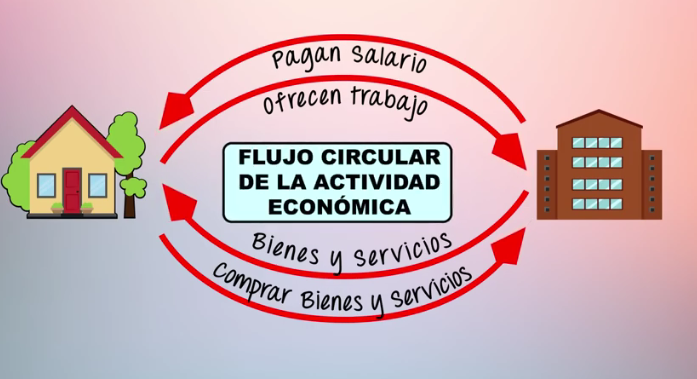 Pagan Salario
Ofrecen trabajo
FLUJO CIRCULAR
DE LA ACTIVIDAD
ECONÓMICA
Bienes y servicios
Comprar Bienes y servicios